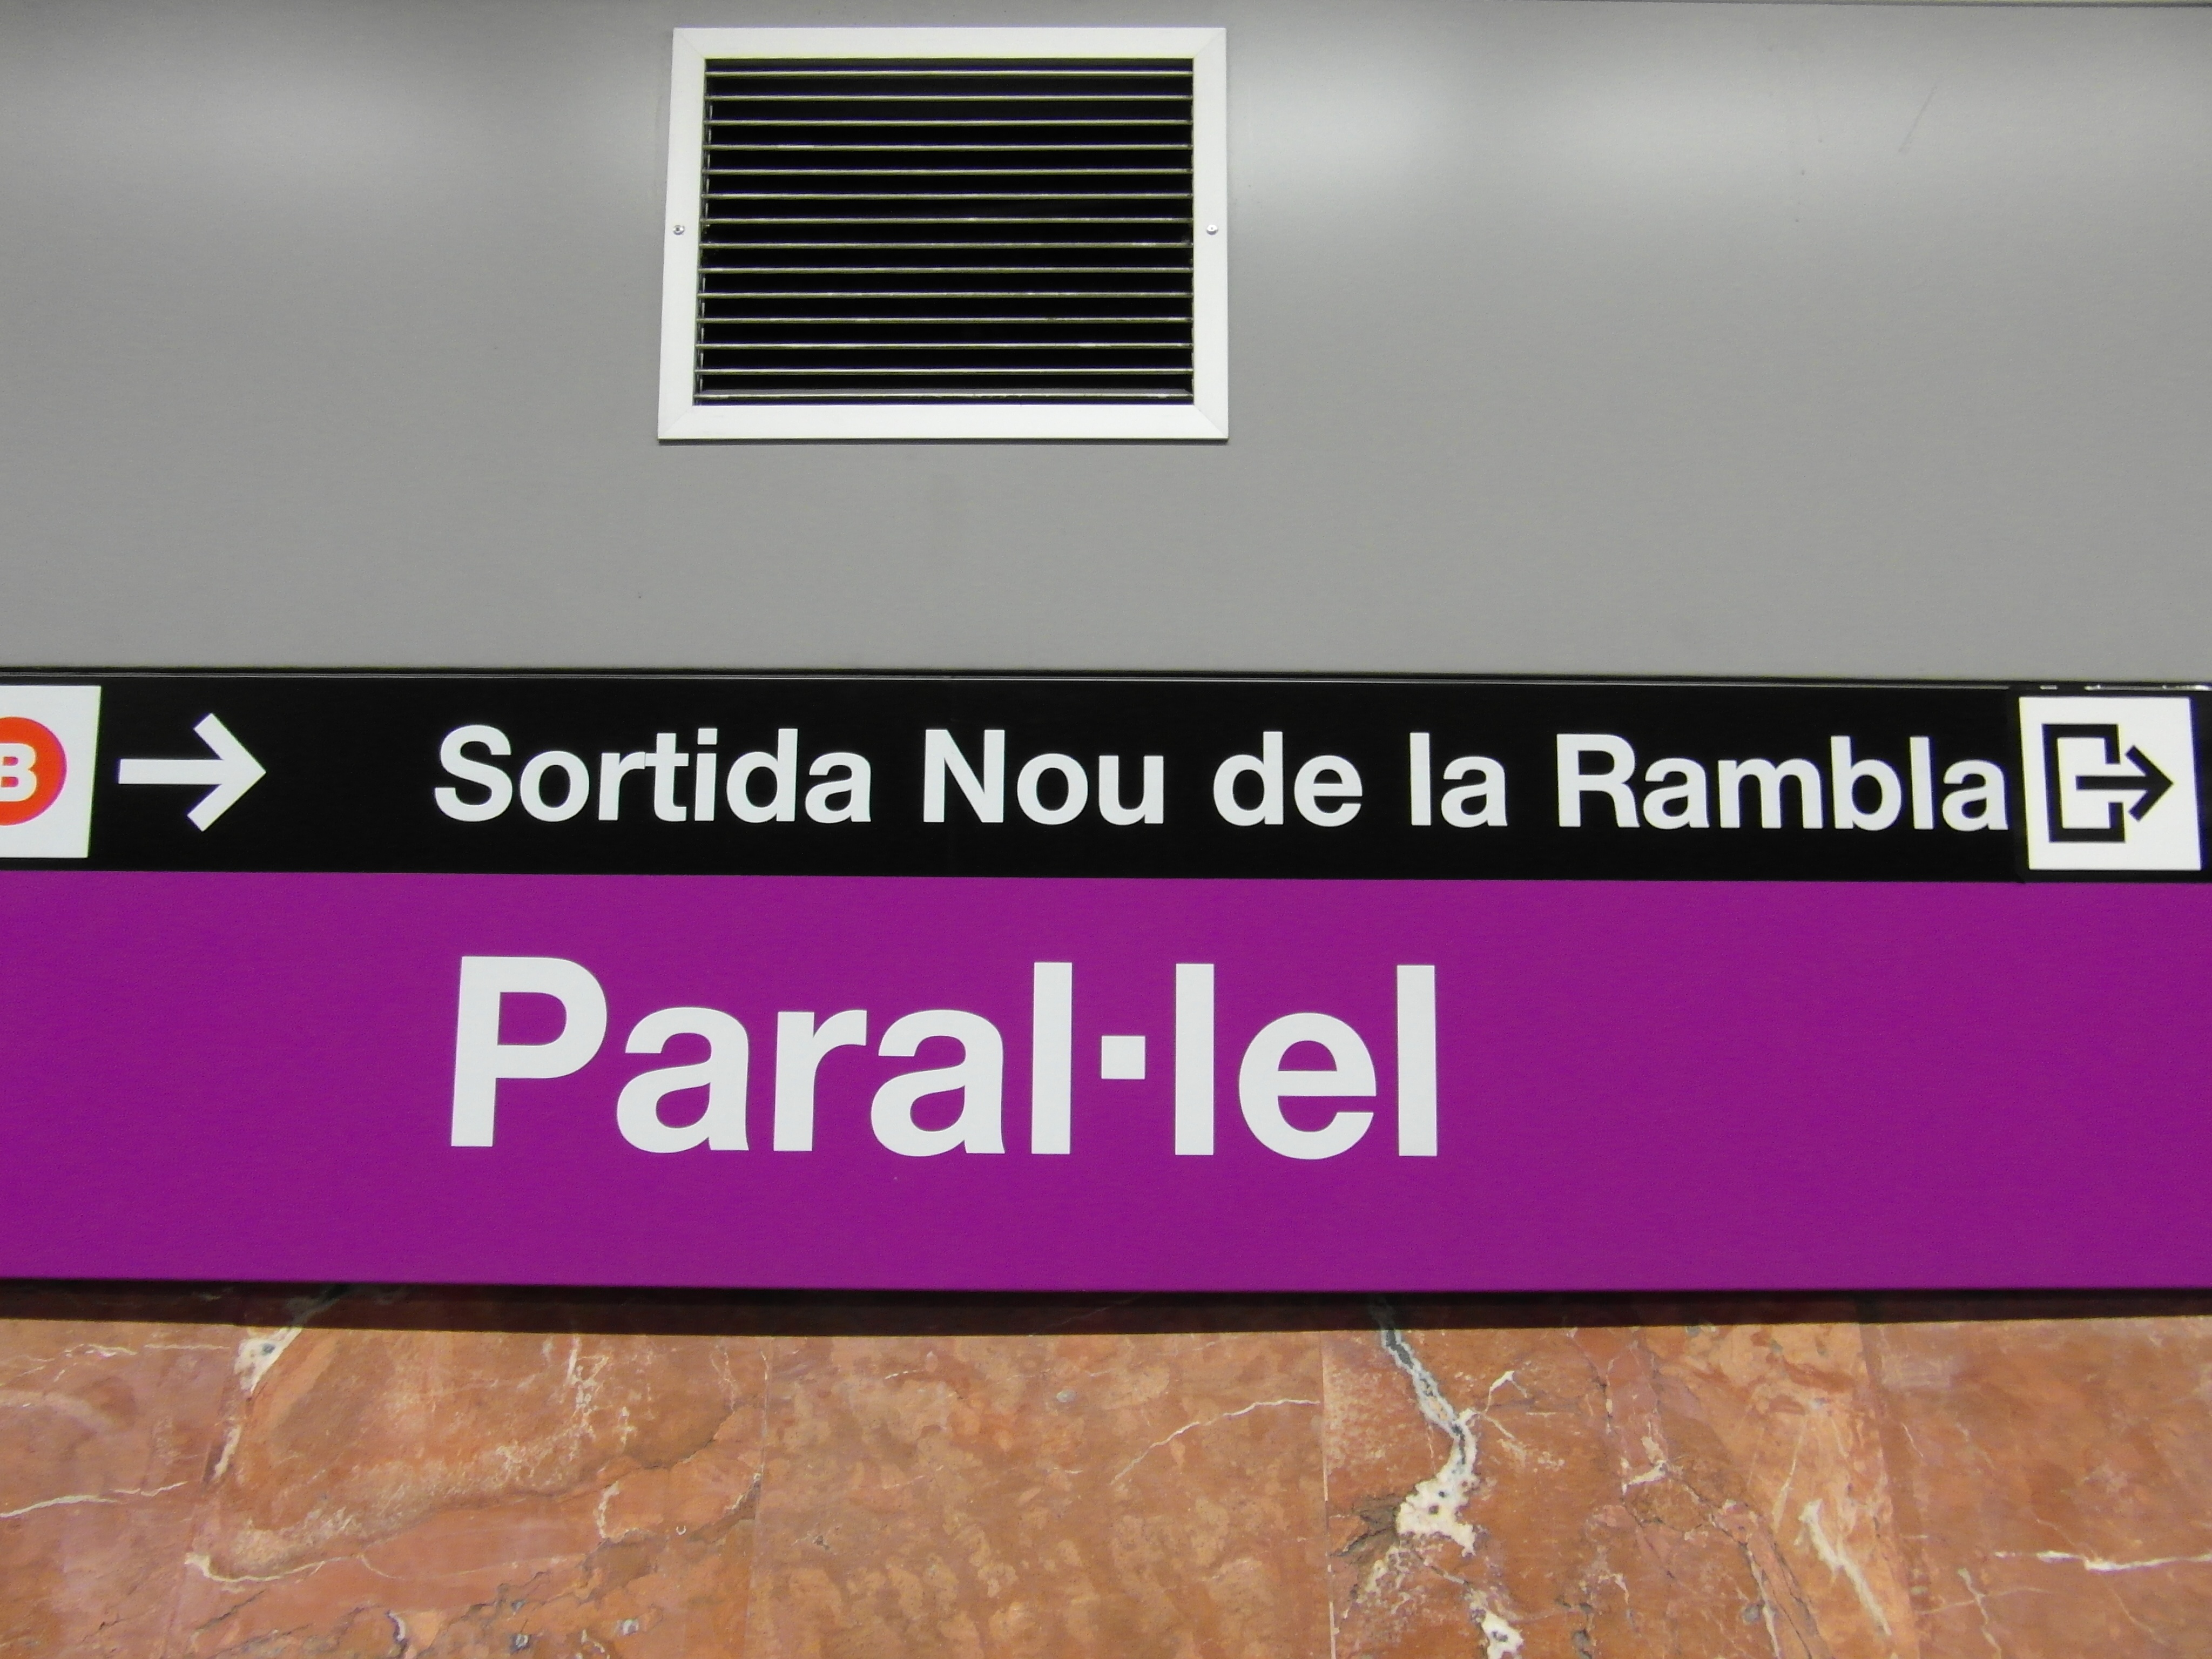 B → Sortida Nou de la Rambla
Paral·lel